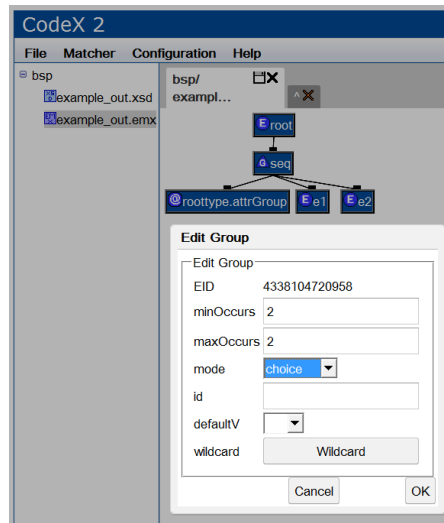 CodeX 2
File Matcher Configuration Help
bsp
example_out.xsd
example_out.emx
bsp/
exampl...
^
E root
G seq
@ roottype.attrGroup E e1 E e2
Edit Group
Edit Group
EID 4338104720958
minOccurs 2
maxOccurs 2
mode choice
id
defaultV
wildcard Wildcard
Cancel OK